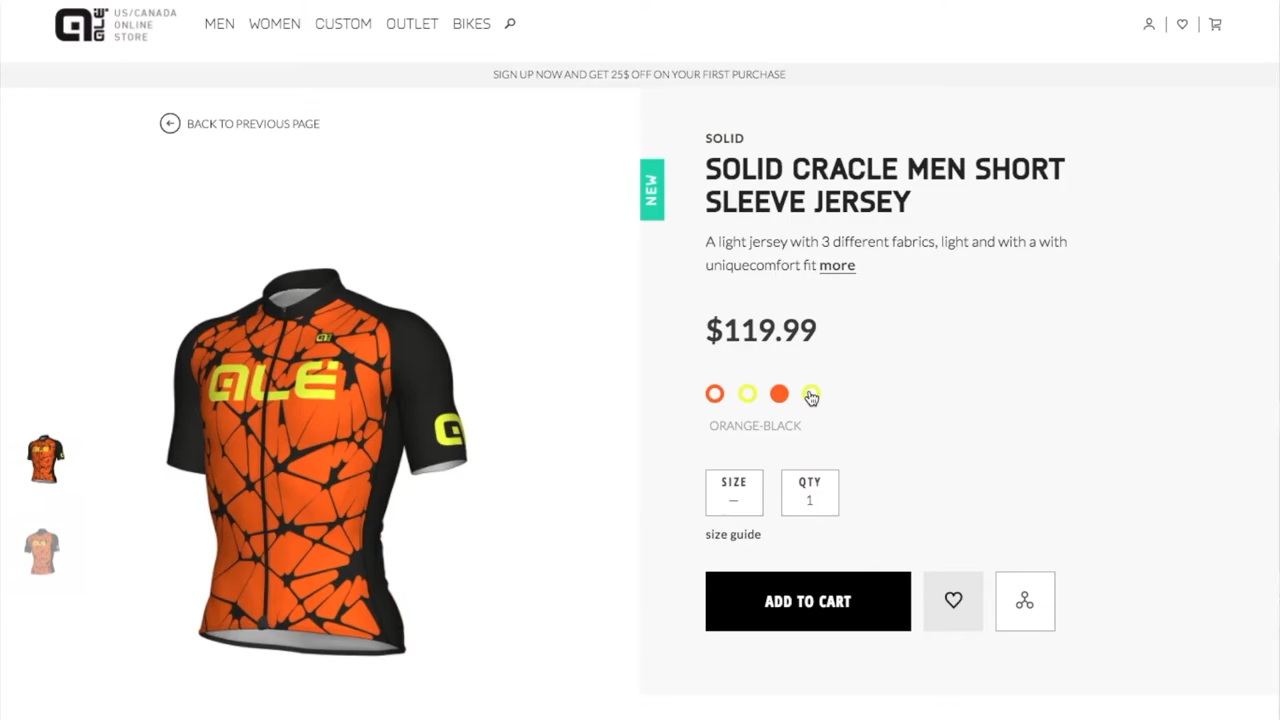 ALÉ
US/CANADA
ONLINE
STORE
MEN WOMEN CUSTOM OUTLET BIKES
SIGN UP NOW AND GET 25$ OFF ON YOUR FIRST PURCHASE
BACK TO PREVIOUS PAGE
NEW
SOLID
SOLID CRACLE MEN SHORT
SLEEVE JERSEY
A light jersey with 3 different fabrics, light and with a with
uniquecomfort fit more
$119.99
ORANGE-BLACK
SIZE QTY
— 1
size guide
ADD TO CART
ALÉ